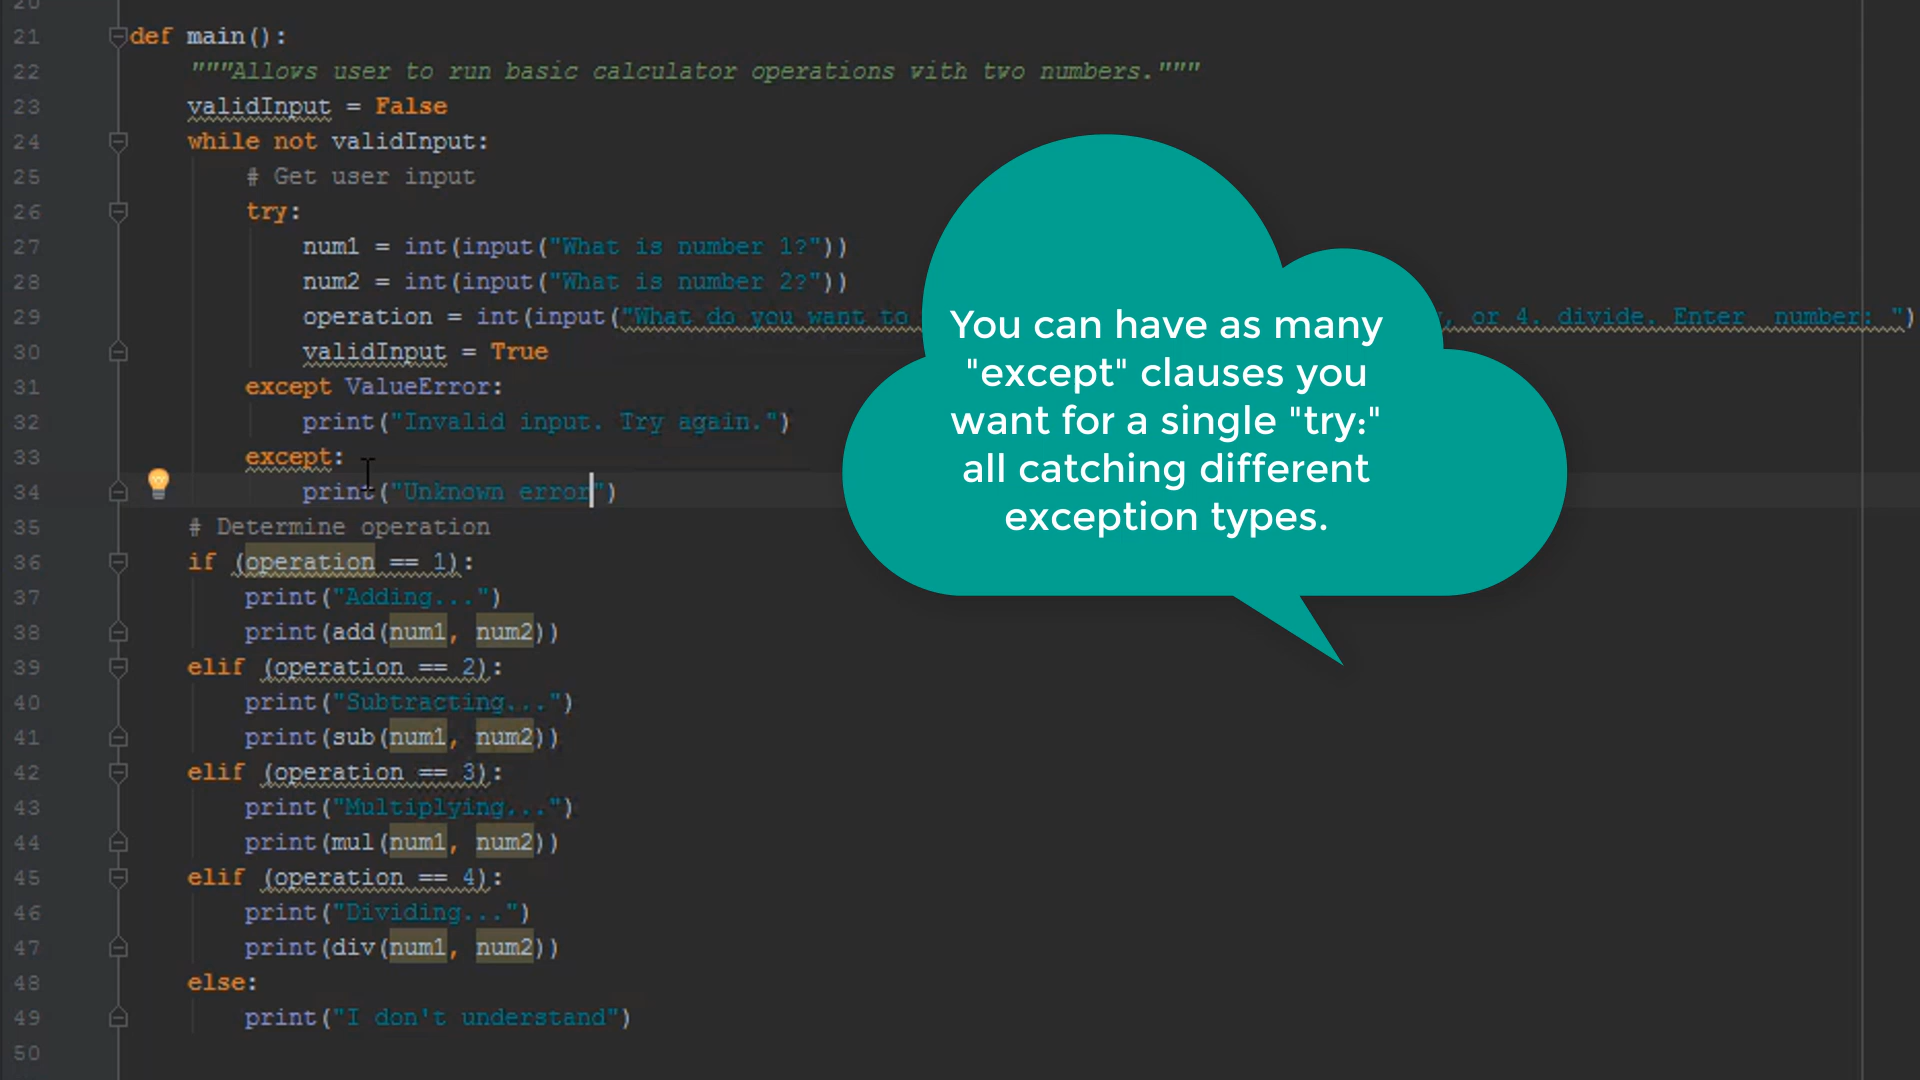 20
21 def main():
22 """Allows user to run basic calculator operations with two numbers."""
23 validInput = False
24 while not validInput:
25 # Get user input
26 try:
27 num1 = int(input("What is number 1?"))
28 num2 = int(input("What is number 2?"))
29 operation = int(input("What do you want to , or 4. divide. Enter number: ")
30 validInput = True
31 except ValueError:
32 print("Invalid input. Try again.")
33 except:
34 print("Unknown error")
35 # Determine operation
36 if (operation == 1):
37 print("Adding...")
38 print(add(num1, num2))
39 elif (operation == 2):
40 print("Subtracting...")
41 print(sub(num1, num2))
42 elif (operation == 3):
43 print("Multiplying...")
44 print(mul(num1, num2))
45 elif (operation == 4):
46 print("Dividing...")
47 print(div(num1, num2))
48 else:
49 print("I don't understand")
50
You can have as many
"except" clauses you
want for a single "try:"
all catching different
exception types.